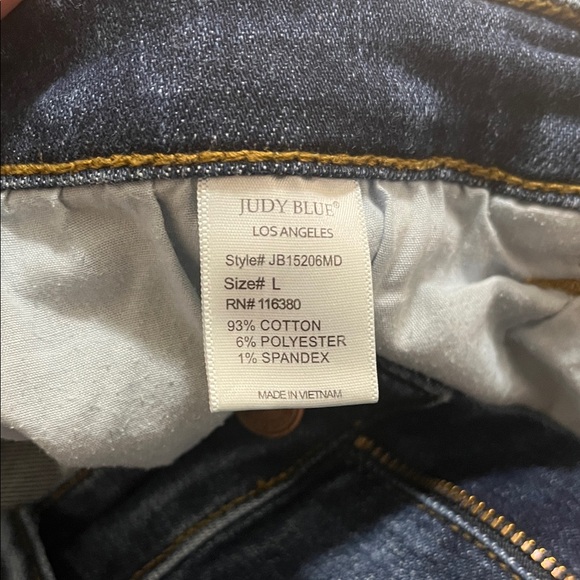 JUDY BLUE®
LOS ANGELES
Style# JB15206MD
Size# L
RN# 116380
93% COTTON
6% POLYESTER
1% SPANDEX
MADE IN VIETNAM